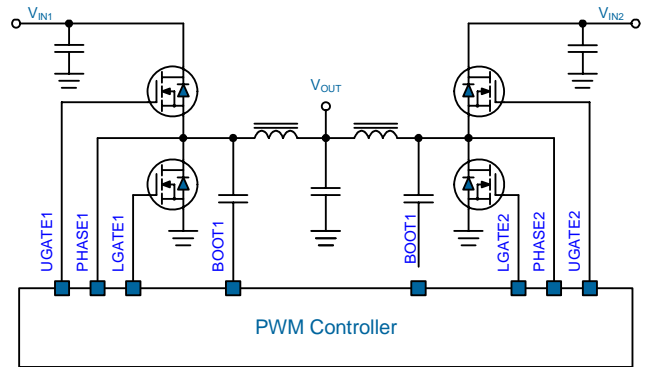 VIN1
VIN2
VOUT
UGATE1
PHASE1
LGATE1
BOOT1
BOOT1
LGATE2
PHASE2
UGATE2
PWM Controller